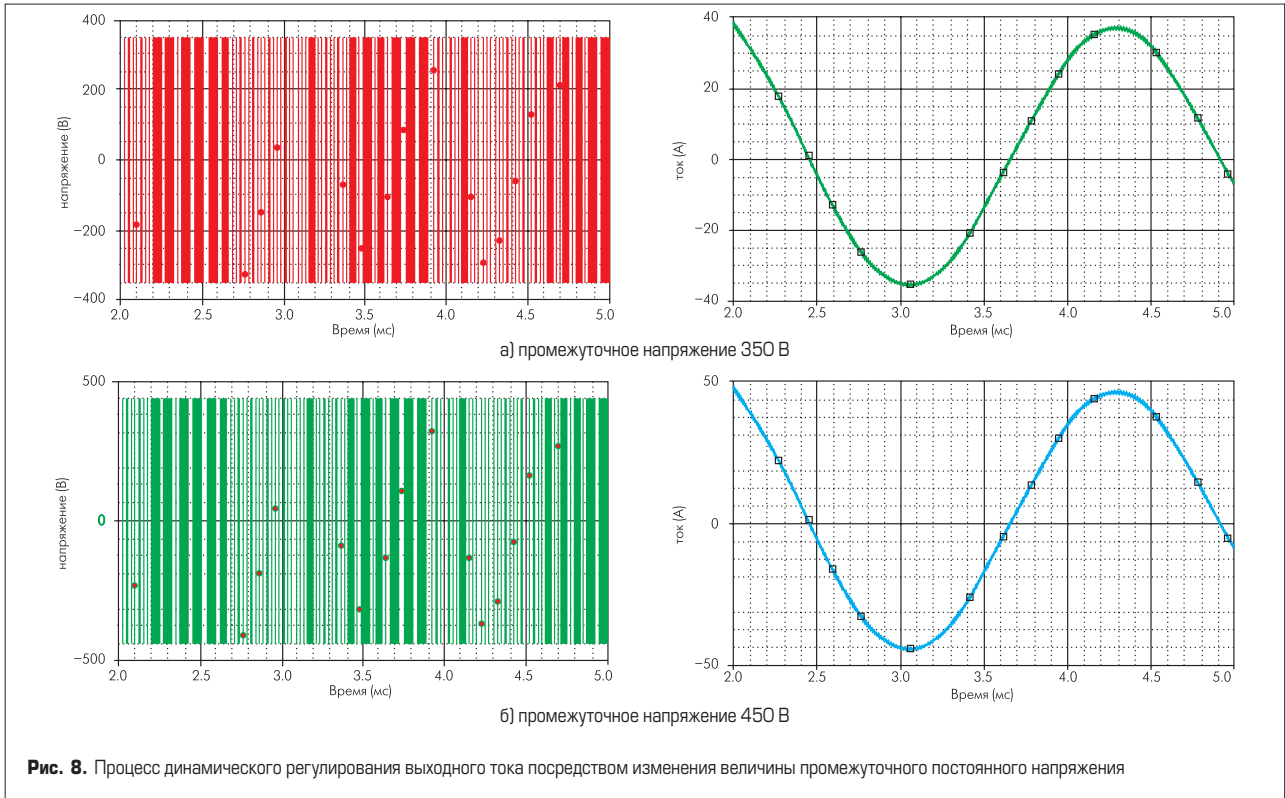 400
200
0
−200
−400
напряжение (В)
2.0 2.5 3.0 3.5 4.0 4.5 5.0
Время (мс)
40
20
0
−20
−40
ток (А)
2.0 2.5 3.0 3.5 4.0 4.5 5.0
Время (мс)
а) промежуточное напряжение 350 В
500
0
−500
напряжение (В)
2.0 2.5 3.0 3.5 4.0 4.5 5.0
Время (мс)
50
0
−50
ток (А)
2.0 2.5 3.0 3.5 4.0 4.5 5.0
Время (мс)
б) промежуточное напряжение 450 В
Рис. 8. Процесс динамического регулирования выходного тока посредством изменения величины промежуточного постоянного напряжения